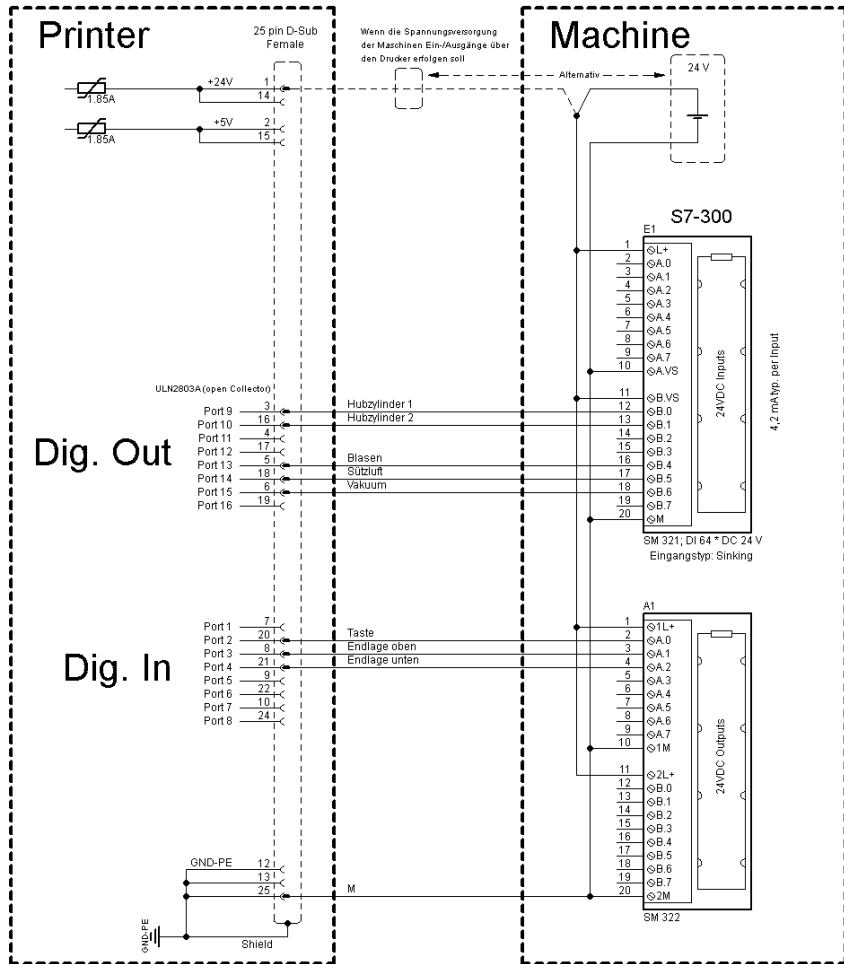 Printer
25 pin D-Sub
Female
Wenn die Spannungsversorgung
der Maschinen Ein-/Ausgänge über
den Drucker erfolgen soll
Machine
Alternativ
24 V
+24V
1
14
1.85A
+5V
2
15
1.85A
S7-300
E1
1 L+
2 A.0
3 A.1
4 A.2
5 A.3
6 A.4
7 A.5
8 A.6
9 A.7
10 A.VS
11 B.VS
12 B.0
13 B.1
14 B.2
15 B.3
16 B.4
17 B.5
18 B.6
19 B.7
20 M
24VDC Inputs
4,2 mA typ. per Input
SM 321; DI 64 * DC 24 V
Eingangstyp: Sinking
ULN2803A (open Collector)
Dig. Out
Port 9 3 Hubzylinder 1
Port 10 16 Hubzylinder 2
Port 11 4
Port 12 17
Port 13 5 Blasen
Port 14 18 Sützluft
Port 15 6 Vakuum
Port 16 19
Dig. In
Port 1 7
Port 2 20 Taste
Port 3 8 Endlage oben
Port 4 21 Endlage unten
Port 5 9
Port 6 22
Port 7 10
Port 8 24
A1
1 1L+
2 A.0
3 A.1
4 A.2
5 A.3
6 A.4
7 A.5
8 A.6
9 A.7
10 1M
11 2L+
12 B.0
13 B.1
14 B.2
15 B.3
16 B.4
17 B.5
18 B.6
19 B.7
20 2M
24VDC Outputs
SM 322
GND-PE 12
13
25 M
GND-PE
Shield